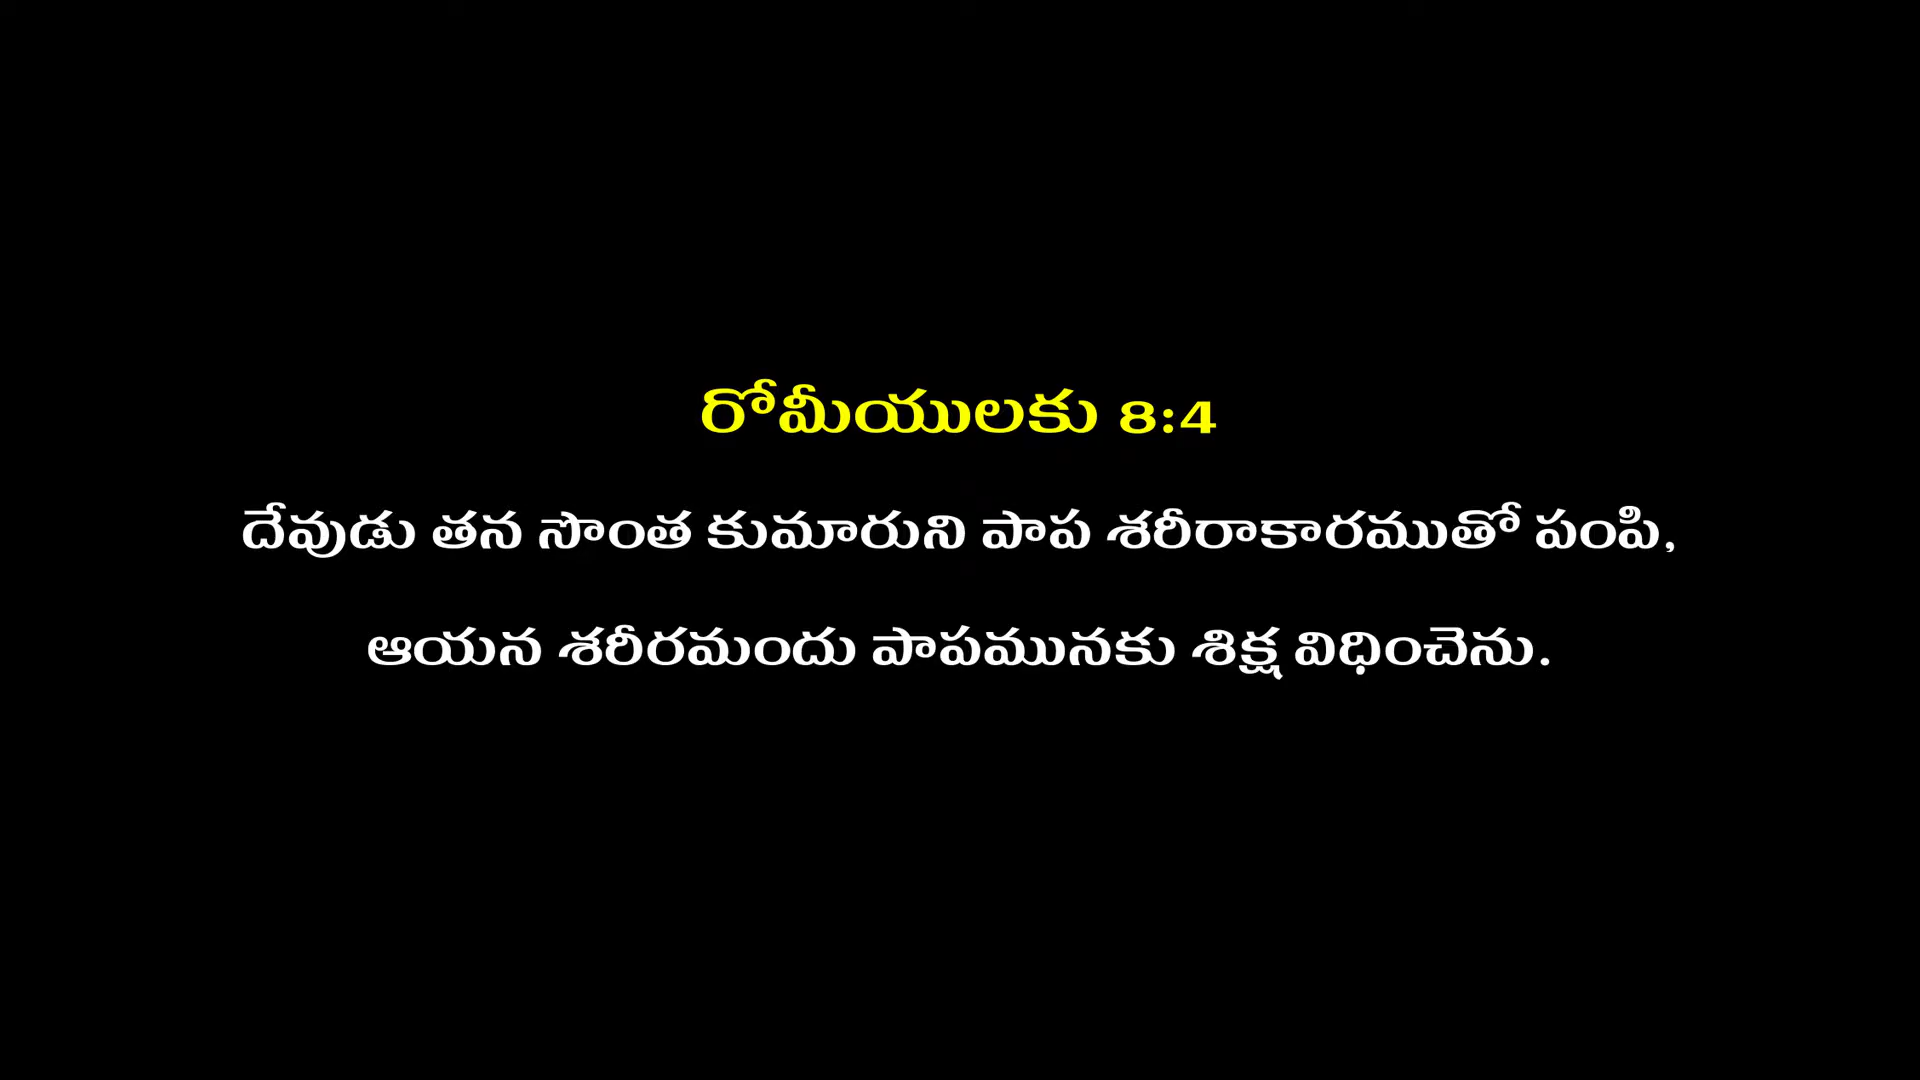 రోమీయులకు 8:4
దేవుడు తన సొంత కుమారుని పాప శరీరాకారముతో పంపి,
ఆయన శరీరమందు పాపమునకు శిక్ష విధించెను.